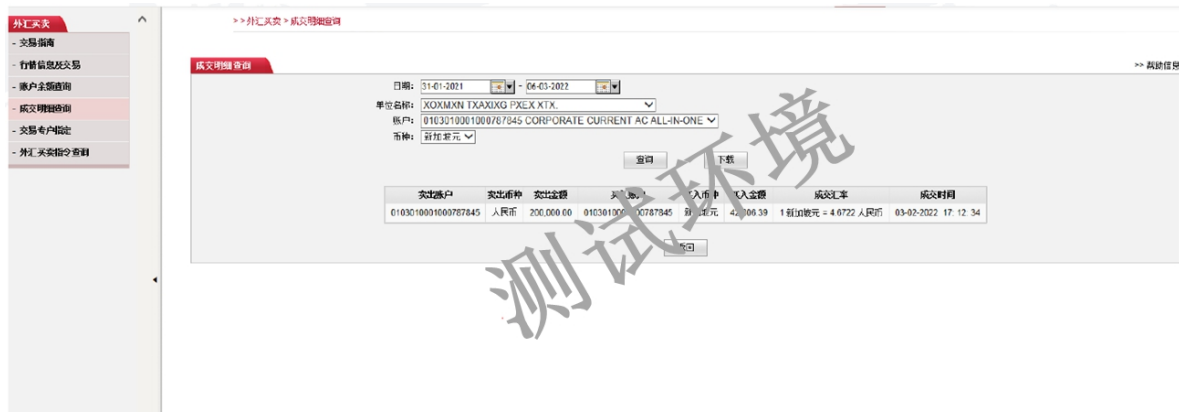 外汇买卖
- 交易指南
- 行情信息及交易
- 账户余额查询
- 成交明细查询
- 交易专户指定
- 外汇买卖指令查询
>>外汇买卖 > 成交明细查询
成交明细查询
>> 帮助信息
日期: 31-01-2021 - 06-03-2022
单位名称: XOXMXN TXAXIXG PXEX XTX.
账户: 0103010001000787845 CORPORATE CURRENT AC ALL-IN-ONE
币种: 新加坡元
查询 下载
卖出账户 卖出币种 卖出金额 买入账户 买入币种 买入金额 成交汇率 成交时间
0103010001000787845 人民币 200,000.00 新加坡元 1 新加坡元 = 4.6722 人民币 03-02-2022 17:12:34
返回
测试环境